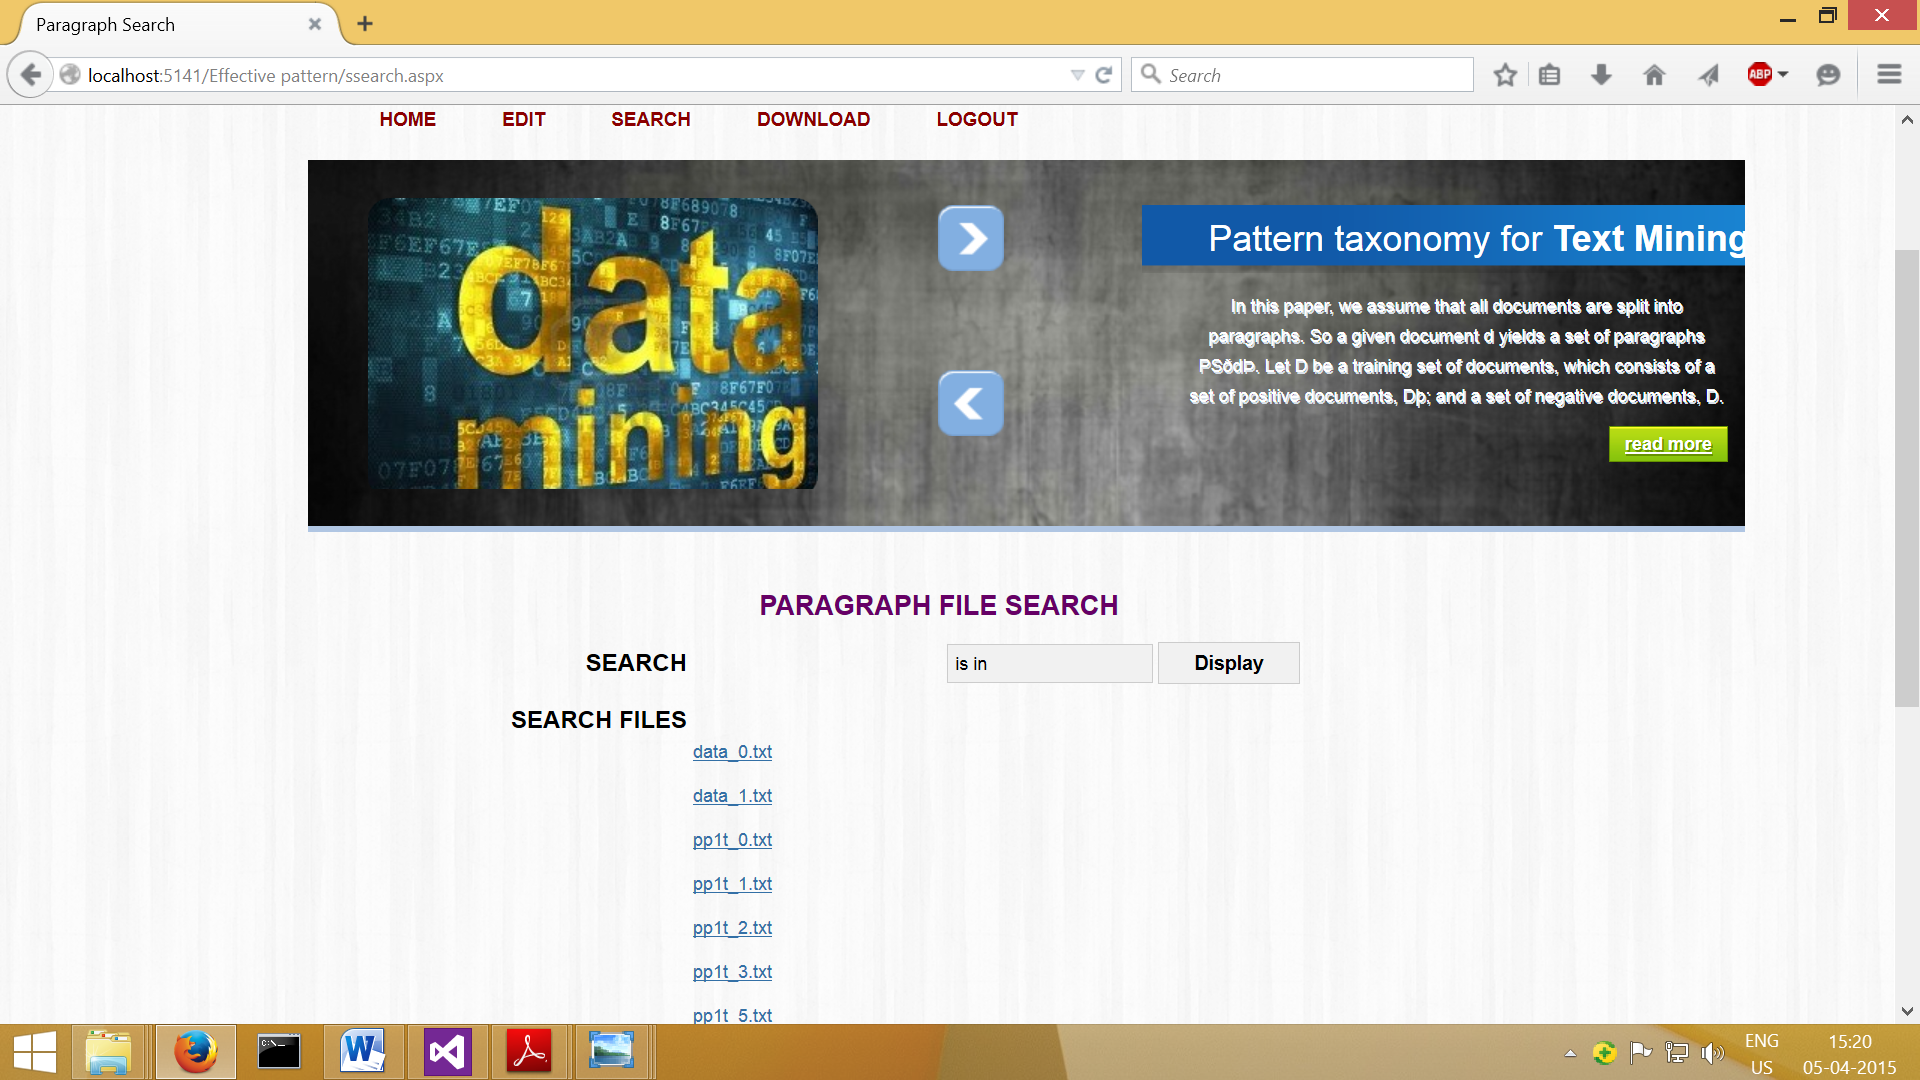 Paragraph Search
localhost:5141/Effective pattern/ssearch.aspx
Search
ABP
HOME
EDIT
SEARCH
DOWNLOAD
LOGOUT
data
mining
Pattern taxonomy for Text Mining
In this paper, we assume that all documents are split into
paragraphs. So a given document d yields a set of paragraphs
PSðdÞ. Let D be a training set of documents, which consists of a
set of positive documents, Dþ; and a set of negative documents, D.
read more
PARAGRAPH FILE SEARCH
SEARCH
is in
Display
SEARCH FILES
data_0.txt
data_1.txt
pp1t_0.txt
pp1t_1.txt
pp1t_2.txt
pp1t_3.txt
pp1t_5.txt
C:\_
ENG
US
15:20
05-04-2015